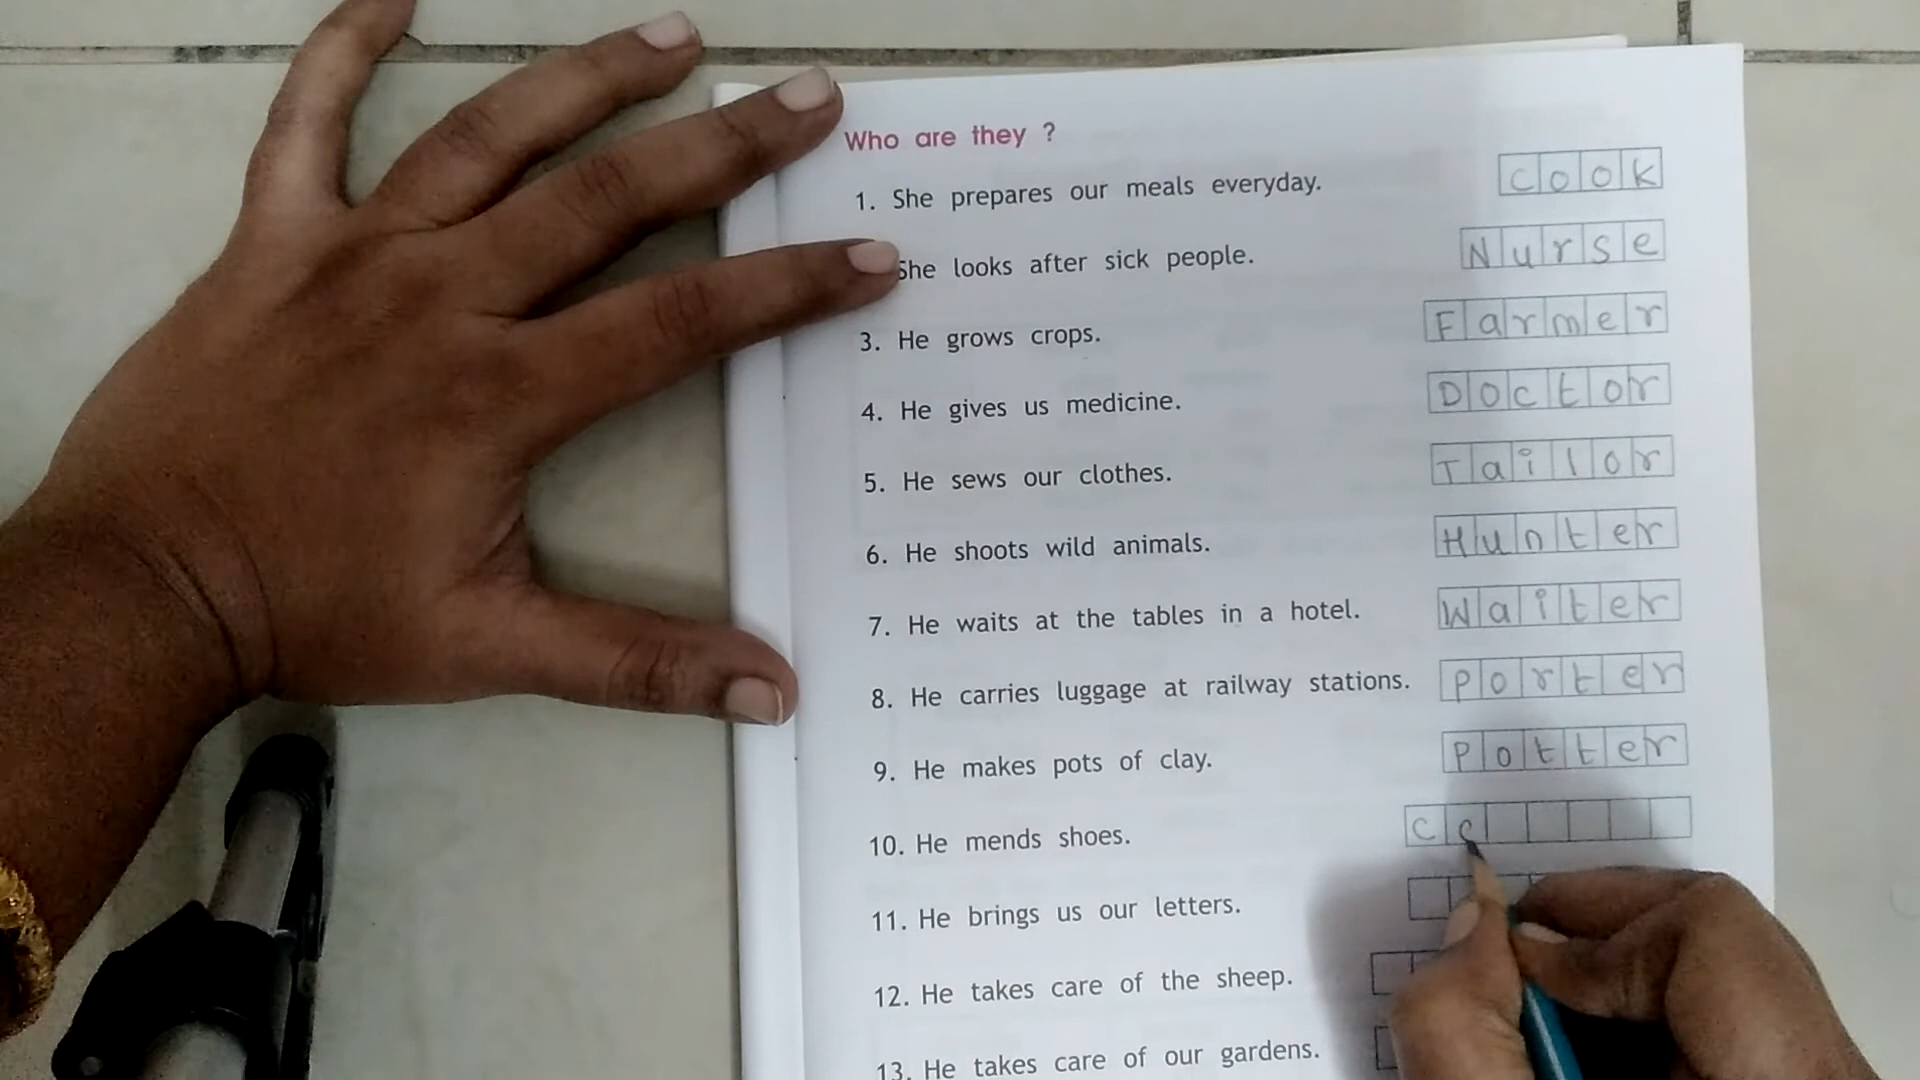 Who are they ?
1. She prepares our meals everyday. Cook
She looks after sick people. Nurse
3. He grows crops. Farmer
4. He gives us medicine. Doctor
5. He sews our clothes. Tailor
6. He shoots wild animals. Hunter
7. He waits at the tables in a hotel. Waiter
8. He carries luggage at railway stations. Porter
9. He makes pots of clay. Potter
10. He mends shoes. C c
11. He brings us our letters.
12. He takes care of the sheep.
13. He takes care of our gardens.